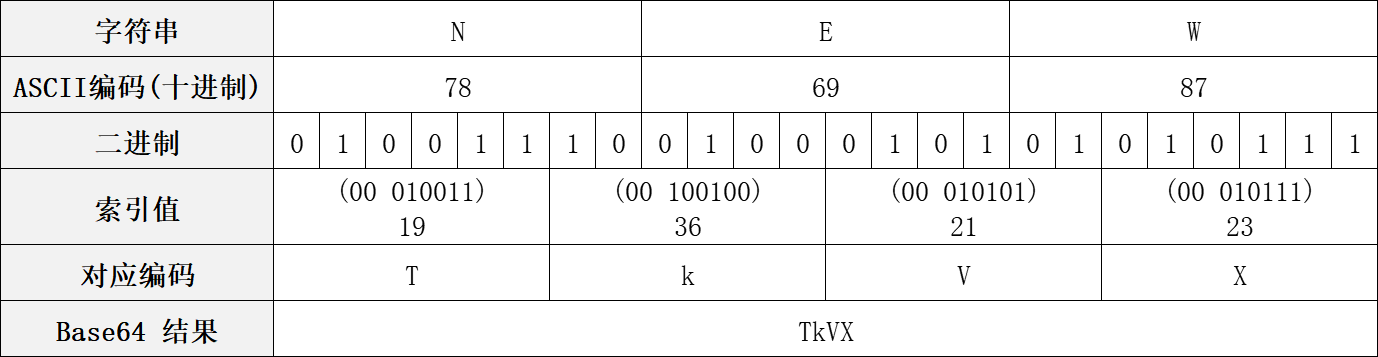 字符串 N E W
ASCII编码(十进制) 78 69 87
二进制 0 1 0 0 1 1 1 0 0 1 0 0 0 1 0 1 0 1 0 1 0 1 1 1
索引值 (00 010011) (00 100100) (00 010101) (00 010111)
19 36 21 23
对应编码 T k V X
Base64 结果 TkVX